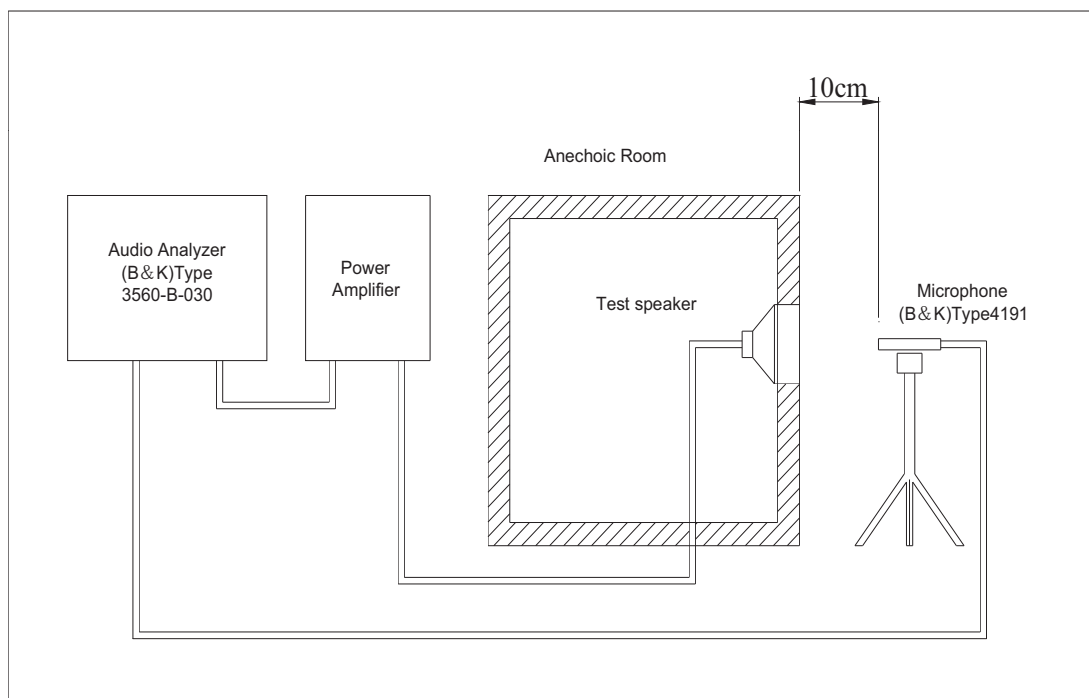 10cm
Anechoic Room
Audio Analyzer
(B&K)Type
3560-B-030
Power
Amplifier
Test speaker
Microphone
(B&K)Type4191